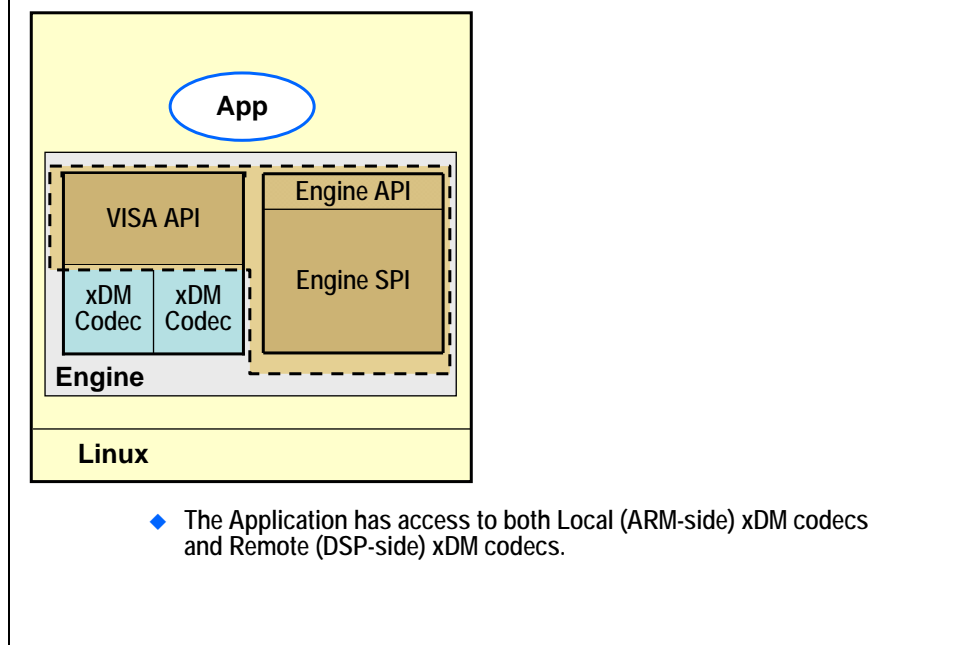 App
VISA API
Engine API
Engine SPI
xDM
Codec
xDM
Codec
Engine
Linux
The Application has access to both Local (ARM-side) xDM codecs
and Remote (DSP-side) xDM codecs.